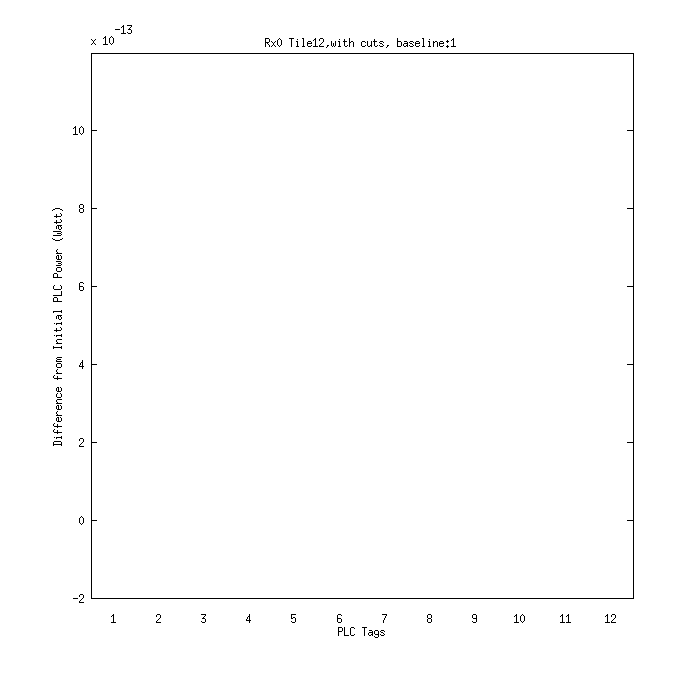 -13
x 10
Rx0 Tile12,with cuts, baseline:1
10
8
6
4
2
0
-2
Difference from Initial PLC Power (Watt)
1 2 3 4 5 6 7 8 9 10 11 12
PLC Tags